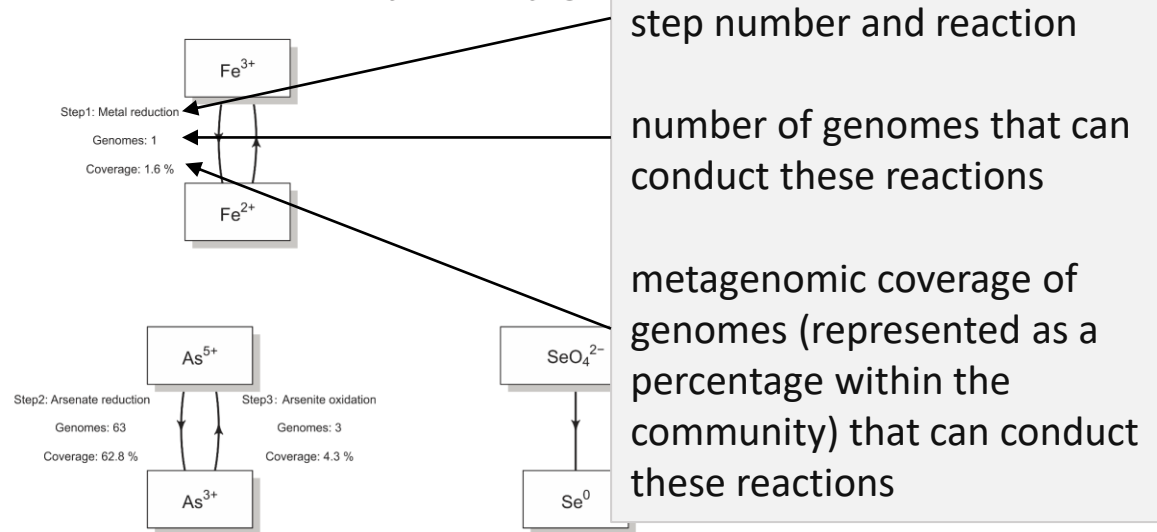 Fe3+
Step1: Metal reduction
Genomes: 1
Coverage: 1.6 %
Fe2+
As5+
Step2: Arsenate reduction
Genomes: 63
Coverage: 62.8 %
Step3: Arsenite oxidation
Genomes: 3
Coverage: 4.3 %
As3+
SeO4 2−
Se0
step number and reaction
number of genomes that can
conduct these reactions
metagenomic coverage of
genomes (represented as a
percentage within the
community) that can conduct
these reactions